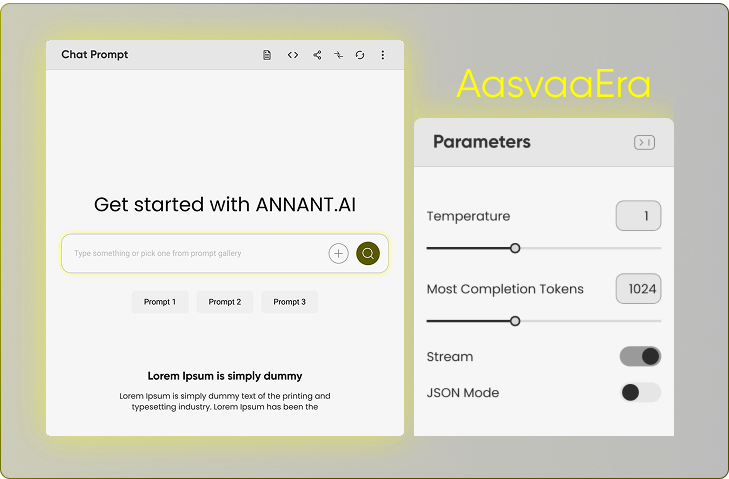 Chat Prompt
Get started with ANNANT.AI
Type something or pick one from prompt gallery
Prompt 1
Prompt 2
Prompt 3
Lorem Ipsum is simply dummy
Lorem Ipsum is simply dummy text of the printing and
typesetting industry. Lorem Ipsum has been the
AasvaaEra
Parameters
Temperature
1
Most Completion Tokens
1024
Stream
JSON Mode